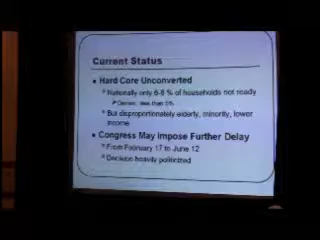 Current Status
Hard Core Unconverted
Nationally only 6-8 % of households not ready
Denver: less than 5%
But disproportionately elderly, minority, lower
income
Congress May Impose Further Delay
From February 17 to June 12
Decision heavily politicized